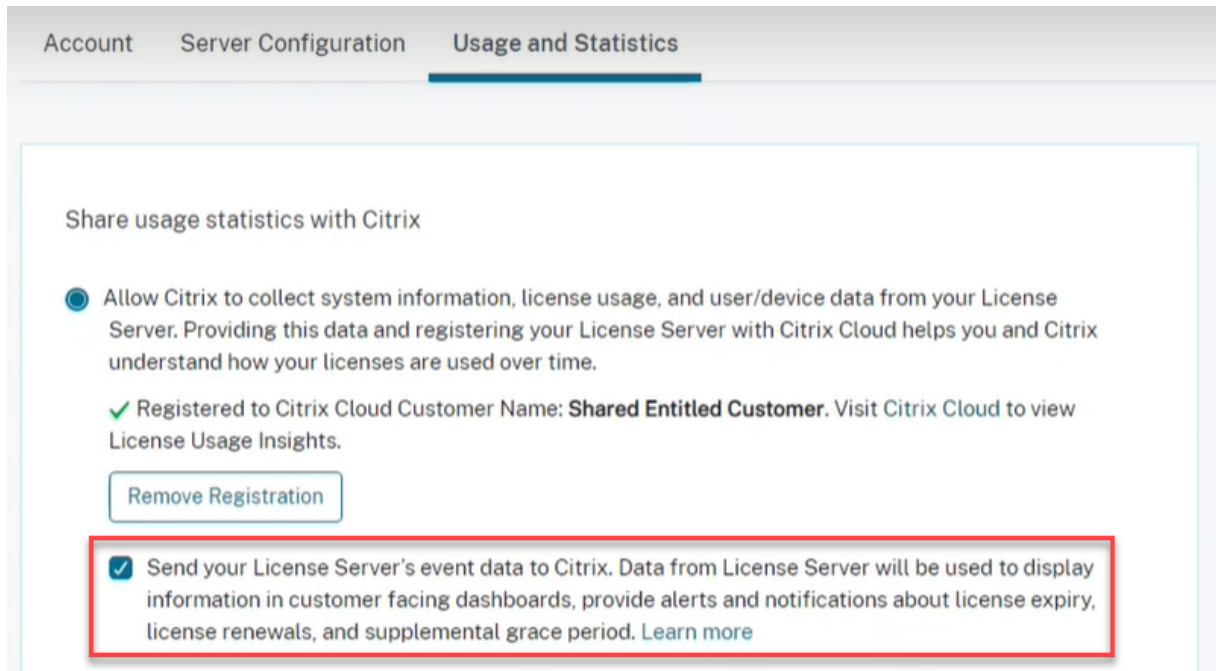 Account Server Configuration Usage and Statistics
Share usage statistics with Citrix
Allow Citrix to collect system information, license usage, and user/device data from your License
Server. Providing this data and registering your License Server with Citrix Cloud helps you and Citrix
understand how your licenses are used over time.
Registered to Citrix Cloud Customer Name: Shared Entitled Customer. Visit Citrix Cloud to view
License Usage Insights.
Remove Registration
Send your License Server's event data to Citrix. Data from License Server will be used to display
information in customer facing dashboards, provide alerts and notifications about license expiry,
license renewals, and supplemental grace period. Learn more